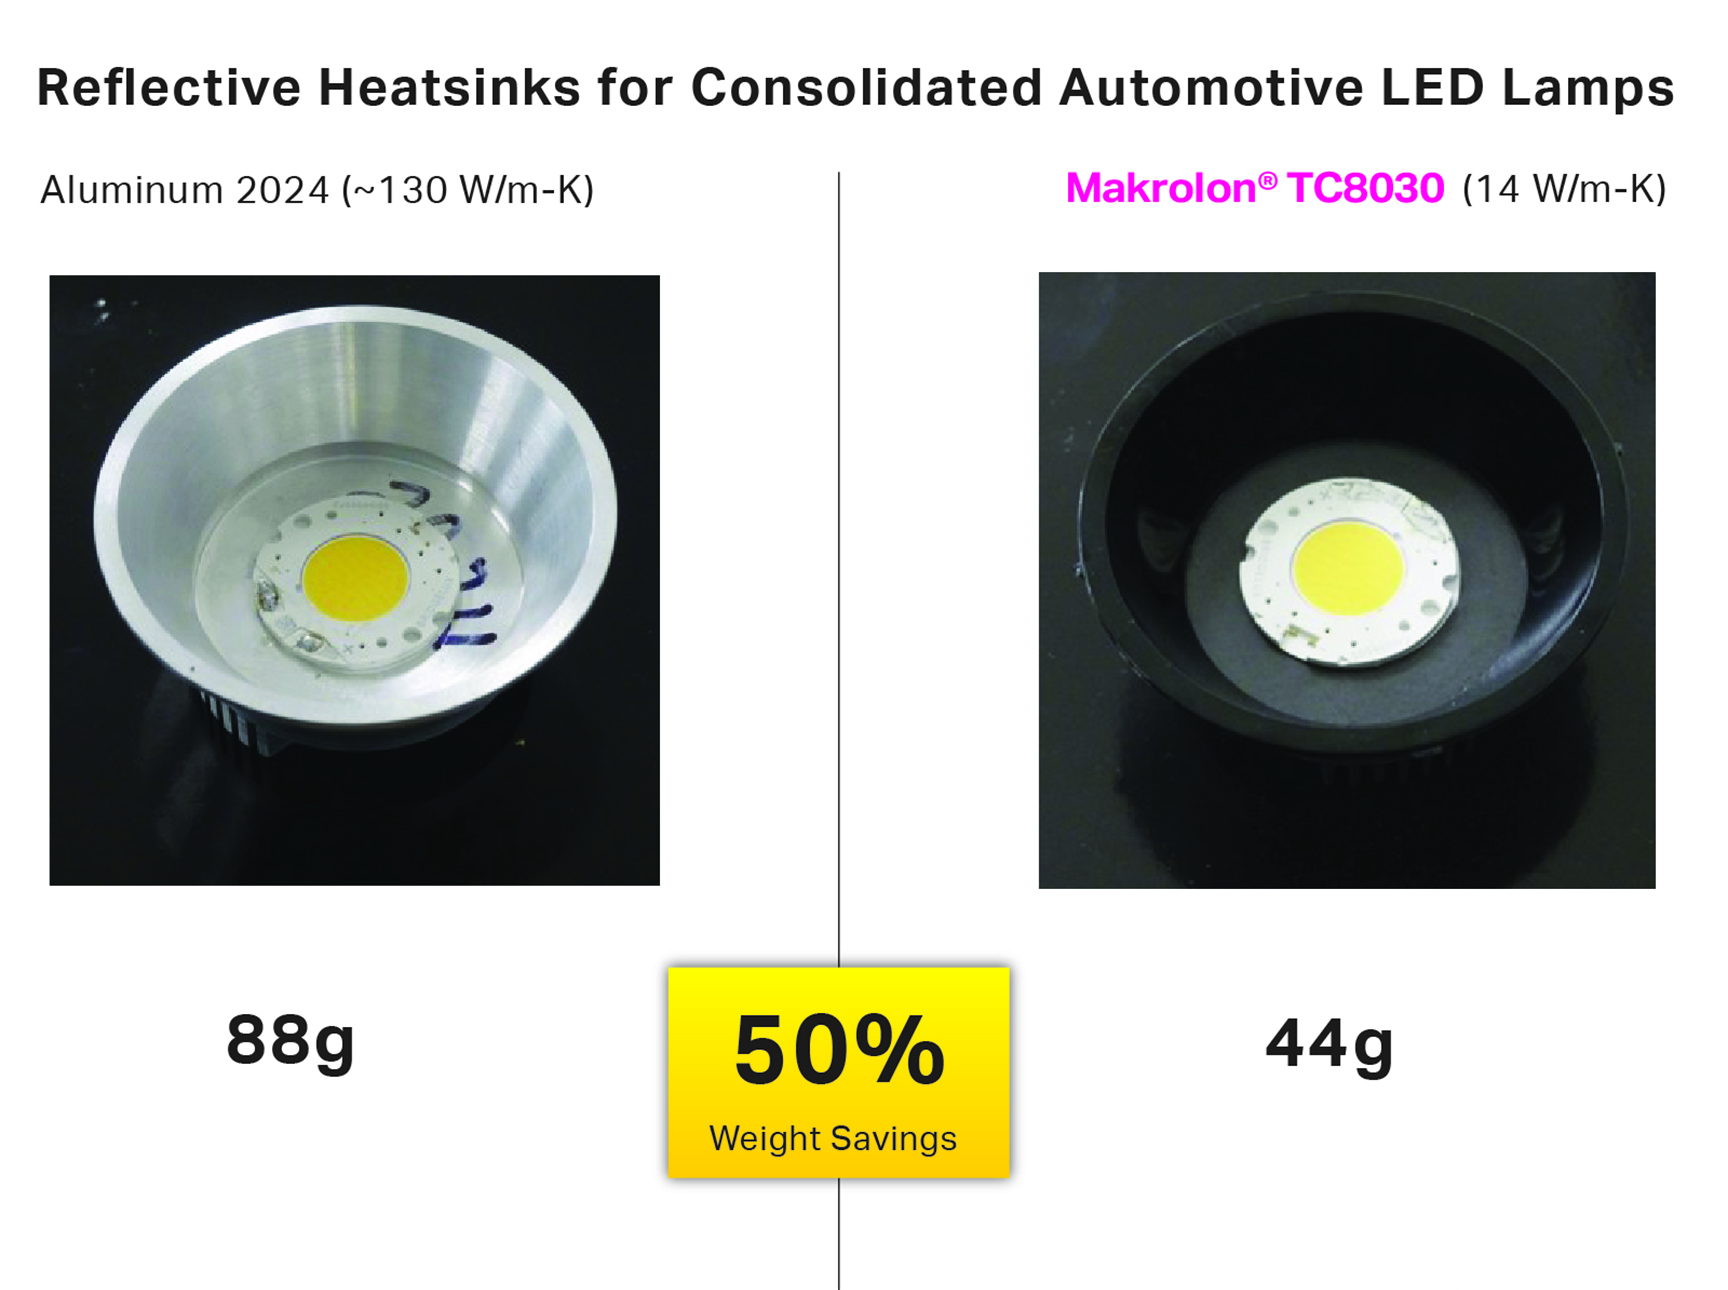 Reflective Heatsinks for Consolidated Automotive LED Lamps
Aluminum 2024 (~130 W/m-K)
Makrolon® TC8030 (14 W/m-K)
88g
50%
Weight Savings
44g